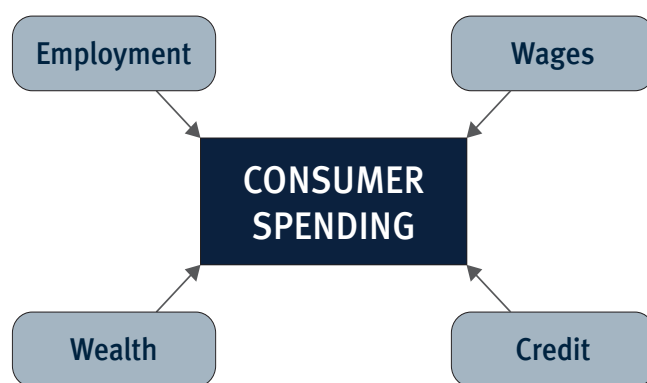 Employment
Wages
CONSUMER
SPENDING
Wealth
Credit